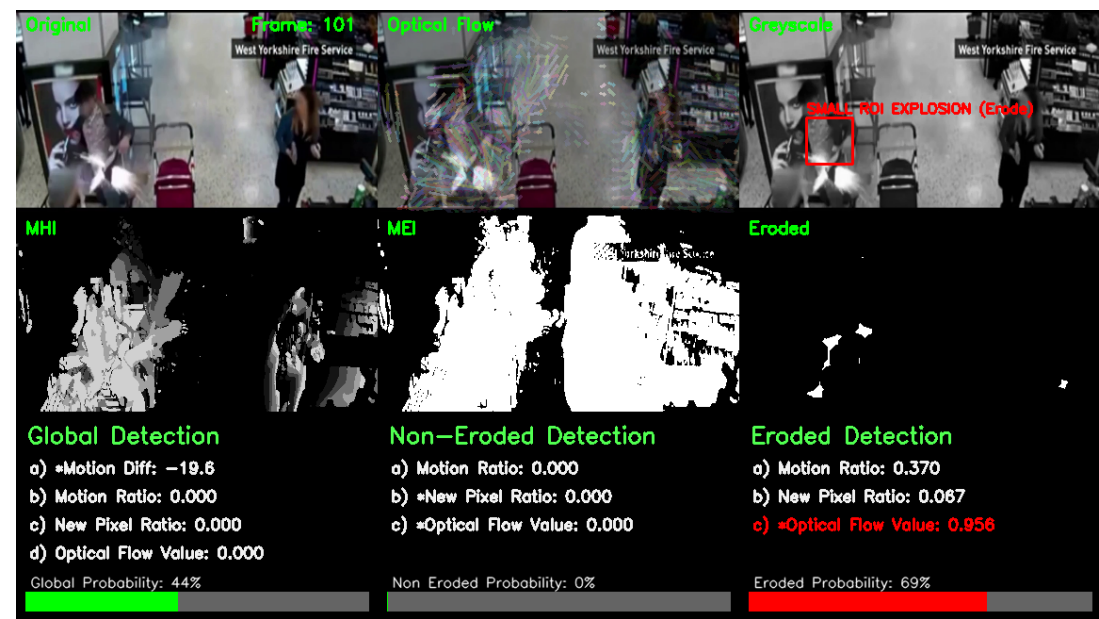 Original
Frame: 101
West Yorkshire Fire Service
Optical Flow
West Yorkshire Fire Service
Greyscale
West Yorkshire Fire Service
SMALL ROI EXPLOSION (Erode)
MHI
MEI
Yorkshire Fire Service
Eroded
Global Detection
a) *Motion Diff: -19.6
b) Motion Ratio: 0.000
c) New Pixel Ratio: 0.000
d) Optical Flow Value: 0.000
Global Probability: 44%
Non-Eroded Detection
a) Motion Ratio: 0.000
b) *New Pixel Ratio: 0.000
c) *Optical Flow Value: 0.000
Non Eroded Probability: 0%
Eroded Detection
a) Motion Ratio: 0.370
b) New Pixel Ratio: 0.067
c) *Optical Flow Value: 0.956
Eroded Probability: 69%